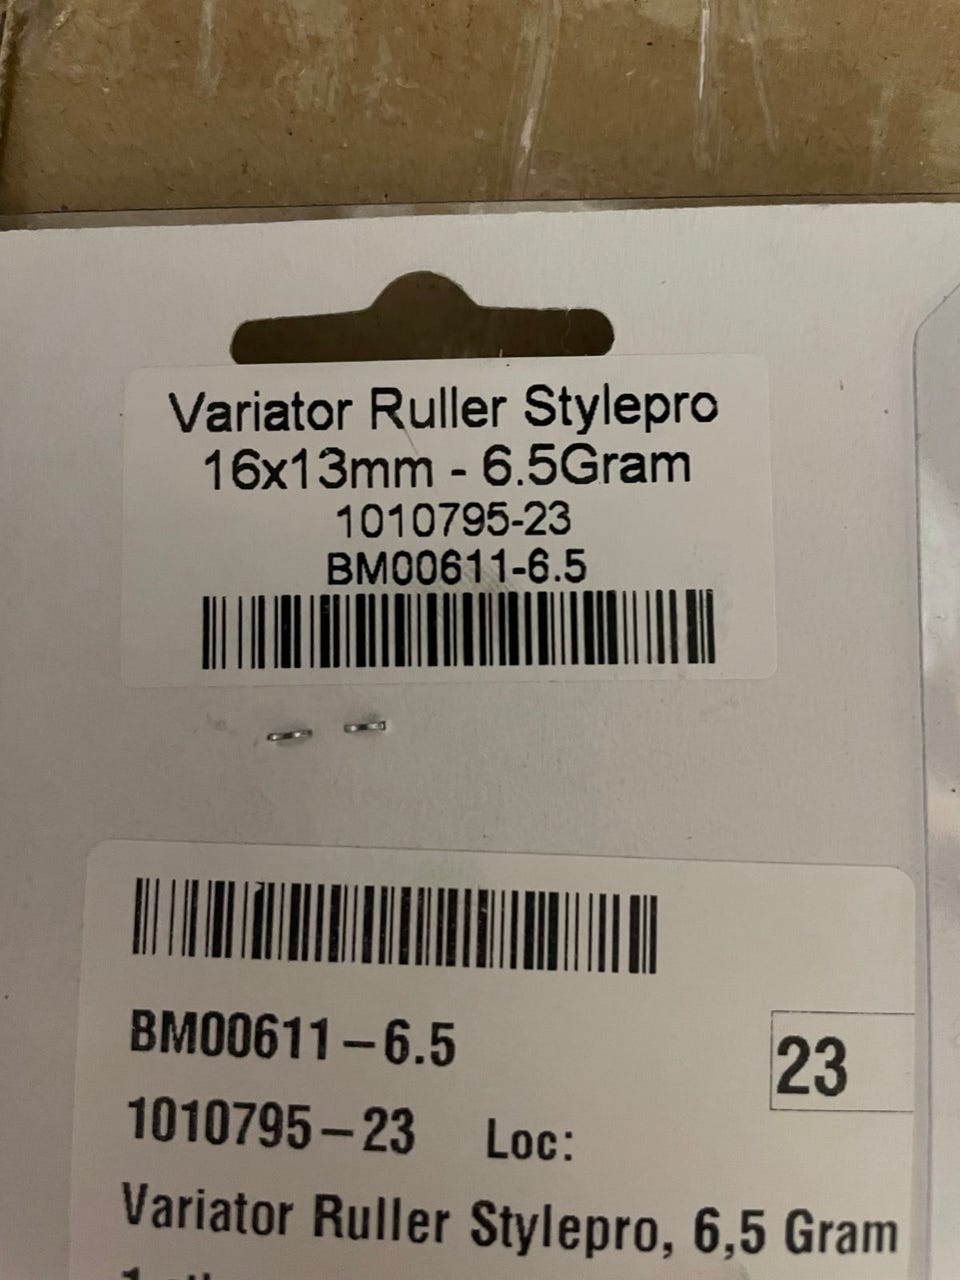 Variator Ruller Stylepro
16x13mm - 6.5Gram
1010795-23
BM00611-6.5
BM00611-6.5
23
1010795-23 Loc:
Variator Ruller Stylepro, 6,5 Gram